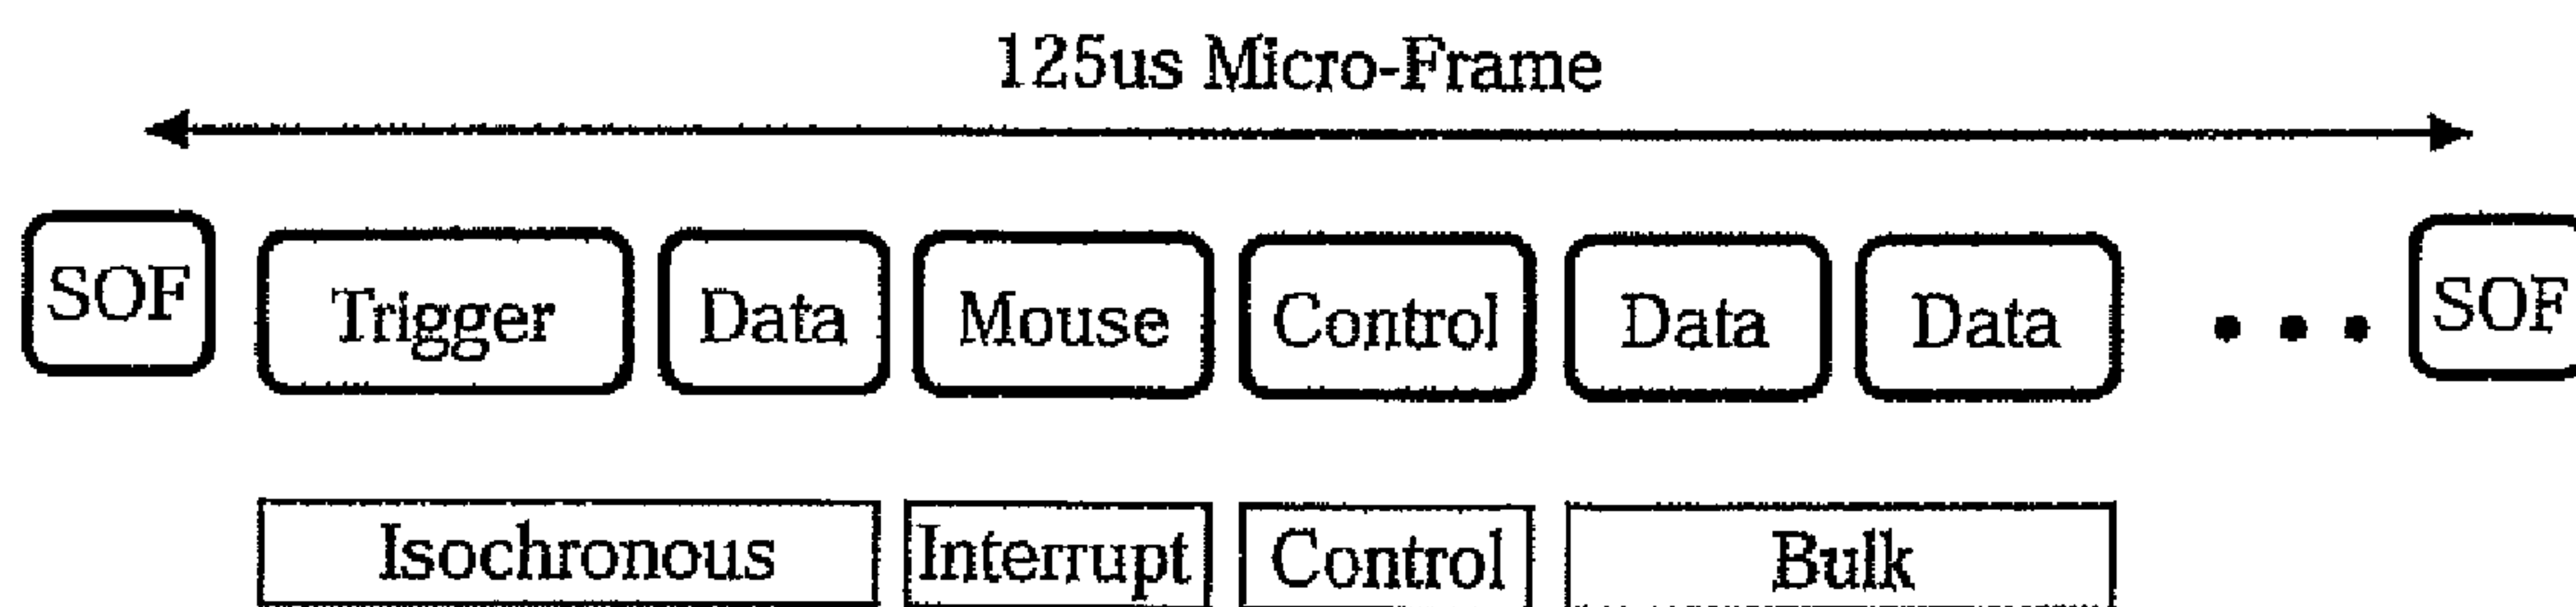 125us Micro-Frame
SOF Trigger Data Mouse Control Data Data • • • SOF
Isochronous Interrupt Control Bulk